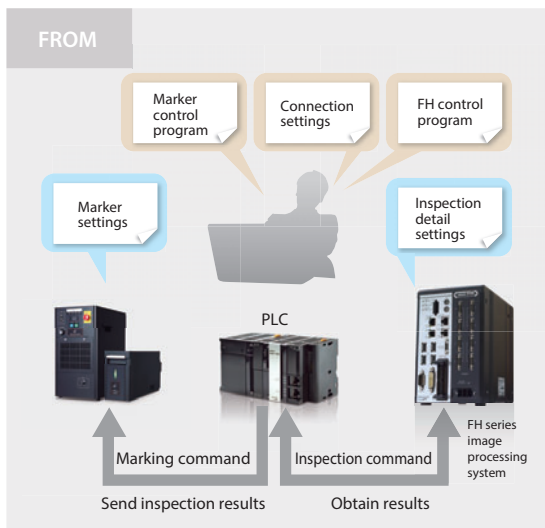 FROM
Marker
control
program
Connection
settings
FH control
program
Marker
settings
Inspection
detail
settings
PLC
FH series
image
processing
system
Marking command
Inspection command
Send inspection results
Obtain results